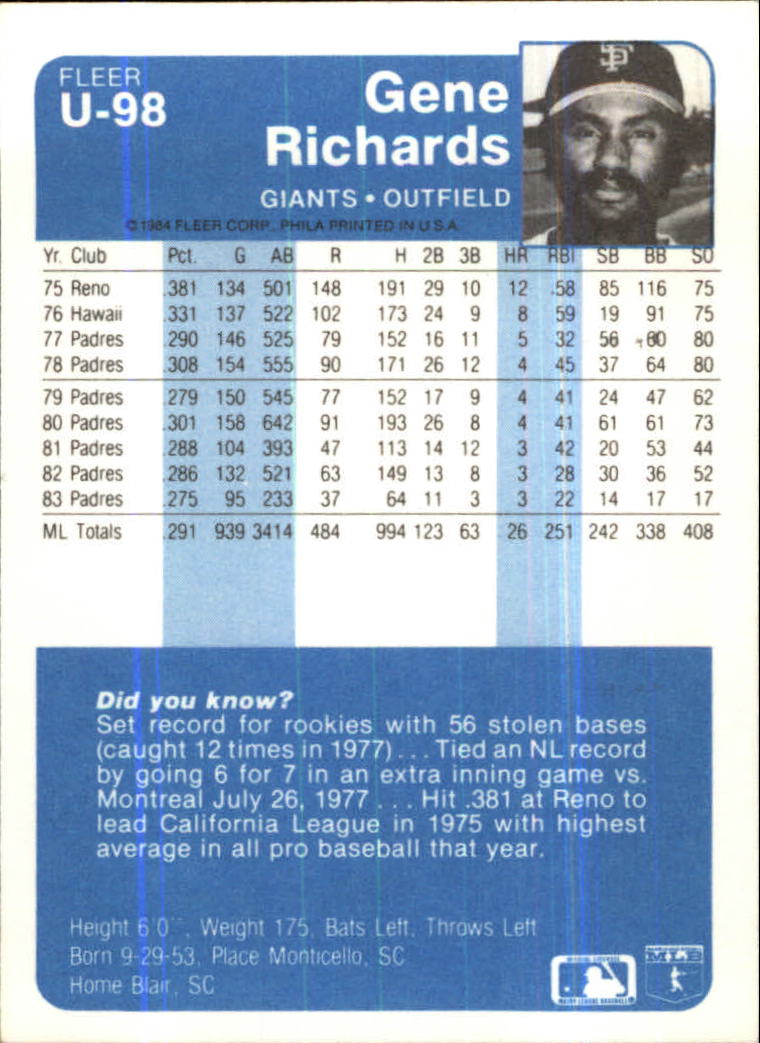 FLEER
U-98
Gene
Richards
GIANTS • OUTFIELD
© 1984 FLEER CORP. PHILA PRINTED IN U.S.A.
SF
Yr. Club Pct. G AB R H 2B 3B HR RBI SB BB SO
75 Reno .381 134 501 148 191 29 10 12 .58 85 116 75
76 Hawaii .331 137 522 102 173 24 9 8 59 19 91 75
77 Padres .290 146 525 79 152 16 11 5 32 56 60 80
78 Padres .308 154 555 90 171 26 12 4 45 37 64 80
79 Padres .279 150 545 77 152 17 9 4 41 24 47 62
80 Padres .301 158 642 91 193 26 8 4 41 61 61 73
81 Padres .288 104 393 47 113 14 12 3 42 20 53 44
82 Padres .286 132 521 63 149 13 8 3 28 30 36 52
83 Padres .275 95 233 37 64 11 3 3 22 14 17 17
ML Totals .291 939 3414 484 994 123 63 26 251 242 338 408
Did you know?
Set record for rookies with 56 stolen bases
(caught 12 times in 1977) . . . Tied an NL record
by going 6 for 7 in an extra inning game vs.
Montreal July 26, 1977 . . . Hit .381 at Reno to
lead California League in 1975 with highest
average in all pro baseball that year.
Height 6'0", Weight 175, Bats Left, Throws Left
Born 9-29-53, Place Monticello, SC
Home Blair, SC
MAJOR LEAGUE BASEBALL
MLB